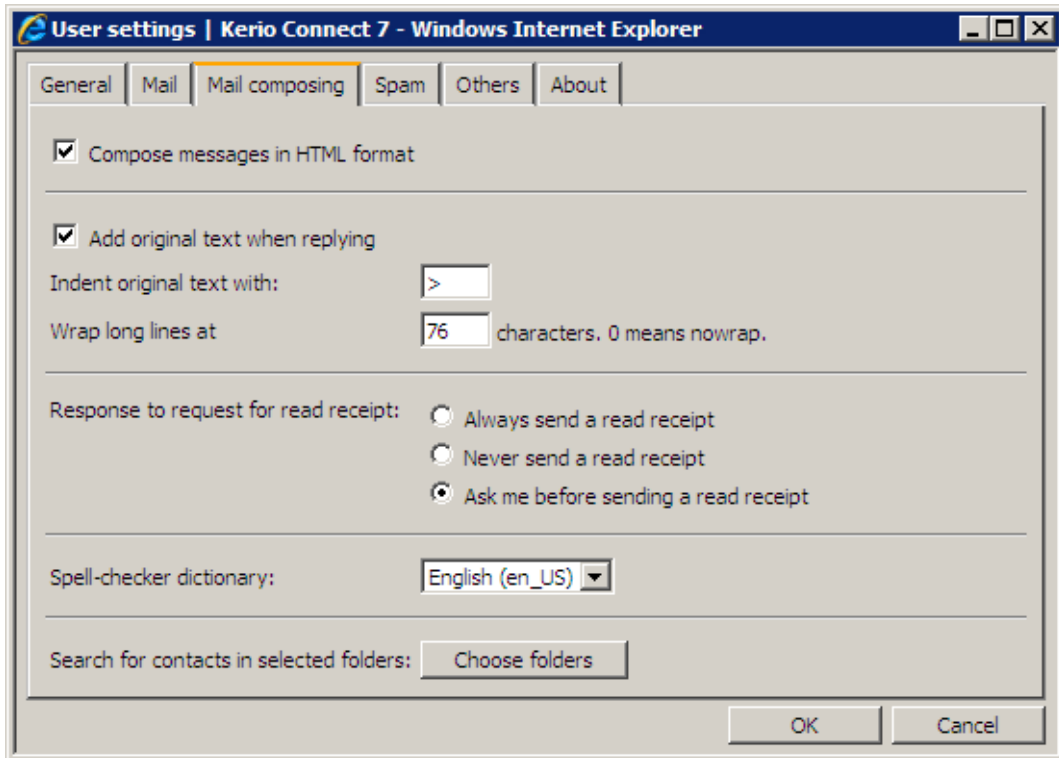 User settings | Kerio Connect 7 - Windows Internet Explorer
General Mail Mail composing Spam Others About
Compose messages in HTML format
Add original text when replying
Indent original text with: >
Wrap long lines at 76 characters. 0 means nowrap.
Response to request for read receipt: Always send a read receipt
Never send a read receipt
Ask me before sending a read receipt
Spell-checker dictionary: English (en_US)
Search for contacts in selected folders: Choose folders
OK Cancel